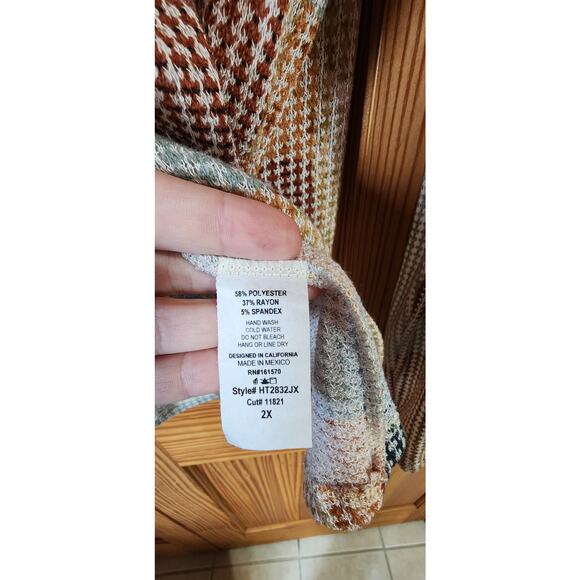 58% POLYESTER
37% RAYON
5% SPANDEX
HAND WASH
COLD WATER
DO NOT BLEACH
HANG OR LINE DRY
DESIGNED IN CALIFORNIA
MADE IN MEXICO
RN#161570
Style# HT2832JX
Cut# 11821
2X